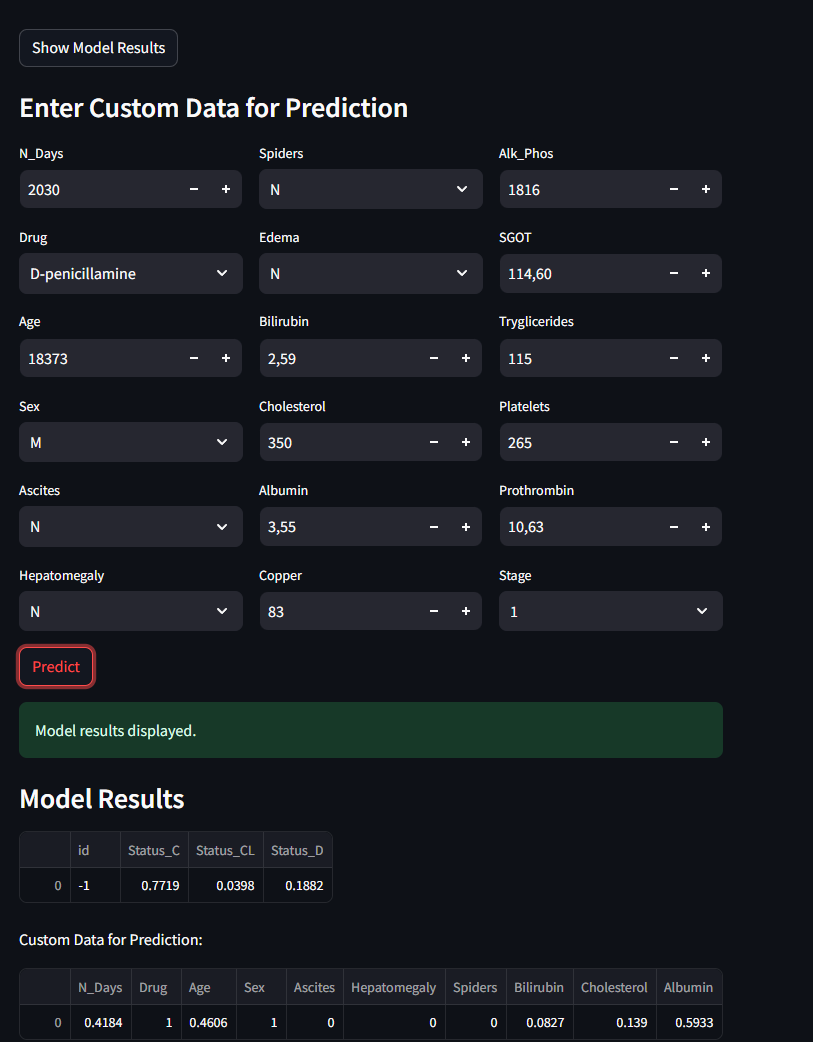 Show Model Results
Enter Custom Data for Prediction
N_Days Spiders Alk_Phos
2030 N 1816
Drug Edema SGOT
D-penicillamine N 114,60
Age Bilirubin Tryglicerides
18373 2,59 115
Sex Cholesterol Platelets
M 350 265
Ascites Albumin Prothrombin
N 3,55 10,63
Hepatomegaly Copper Stage
N 83 1
Predict
Model results displayed.
Model Results
id Status_C Status_CL Status_D
0 -1 0.7719 0.0398 0.1882
Custom Data for Prediction:
N_Days Drug Age Sex Ascites Hepatomegaly Spiders Bilirubin Cholesterol Albumin
0 0.4184 1 0.4606 1 0 0 0 0.0827 0.139 0.5933